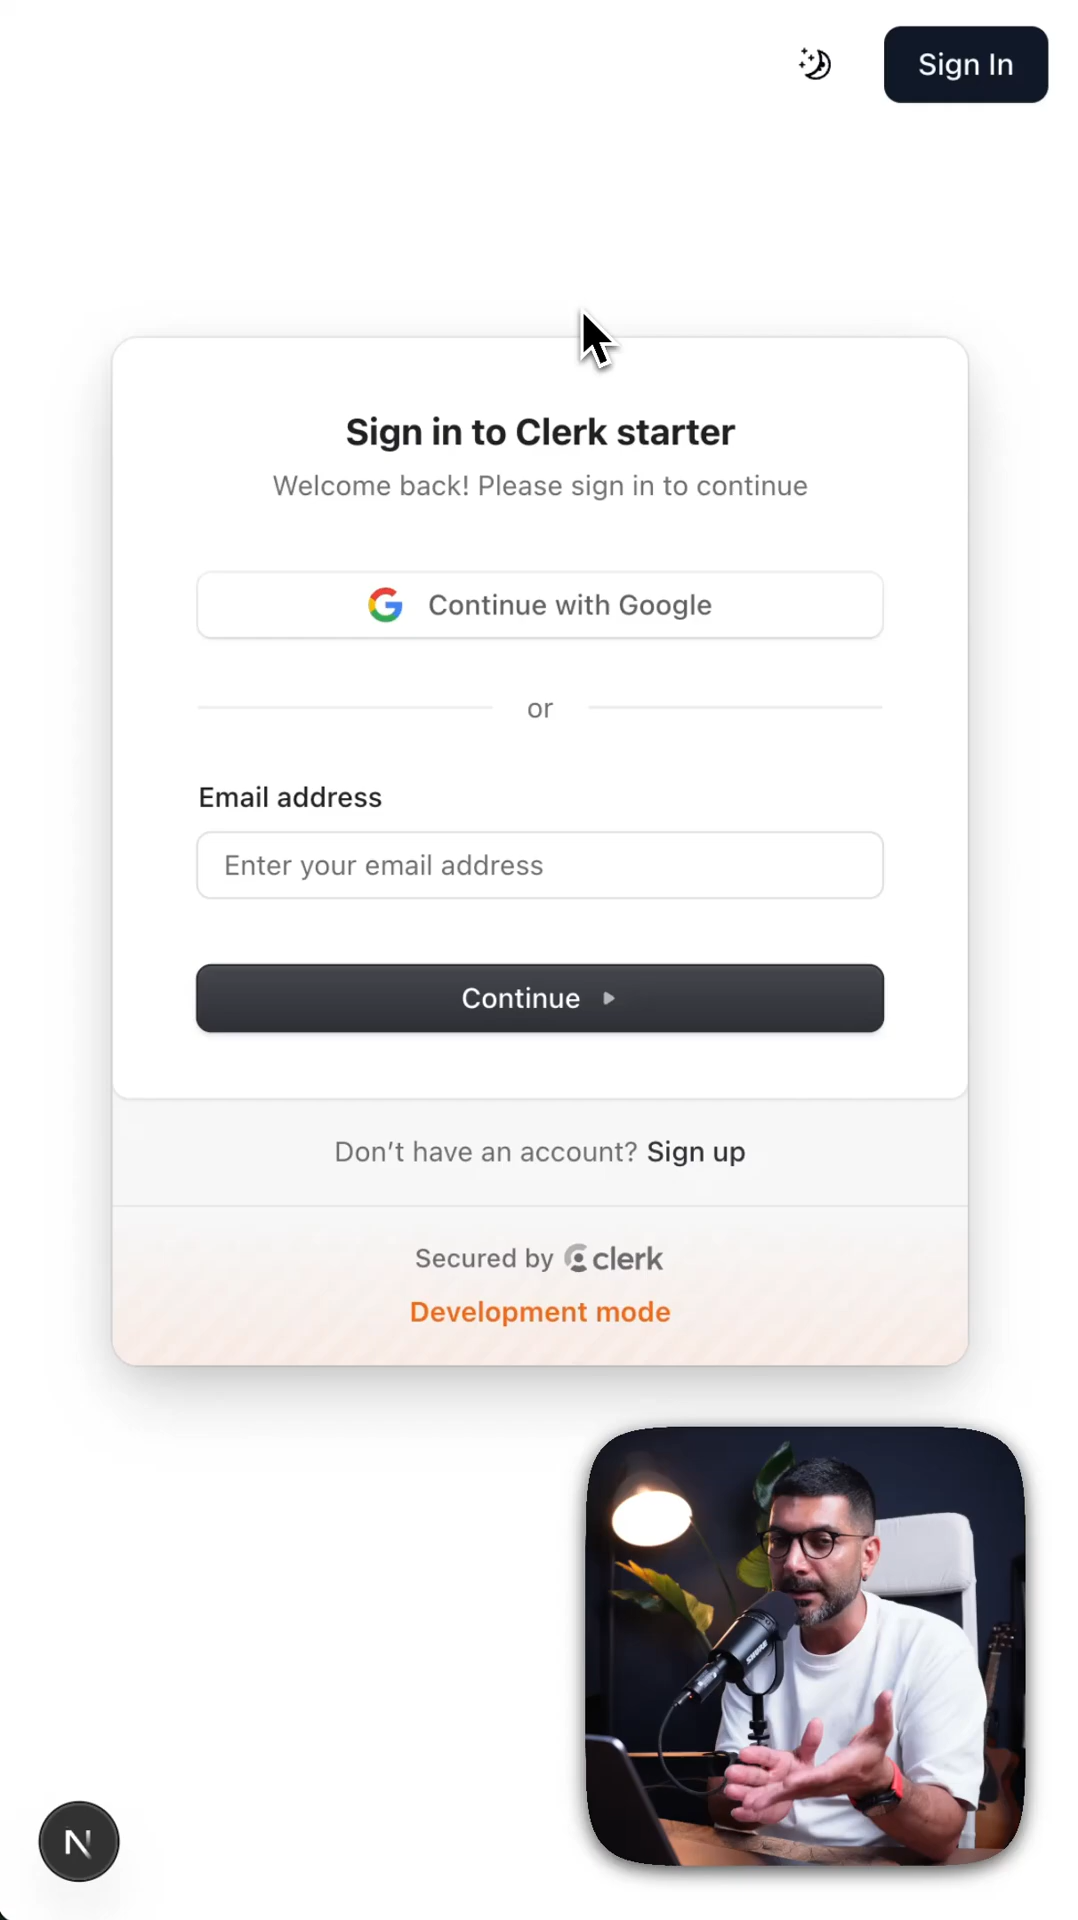 Sign In
Sign in to Clerk starter
Welcome back! Please sign in to continue
Continue with Google
or
Email address
Enter your email address
Continue
Don’t have an account? Sign up
Secured by clerk
Development mode
SHURE
N